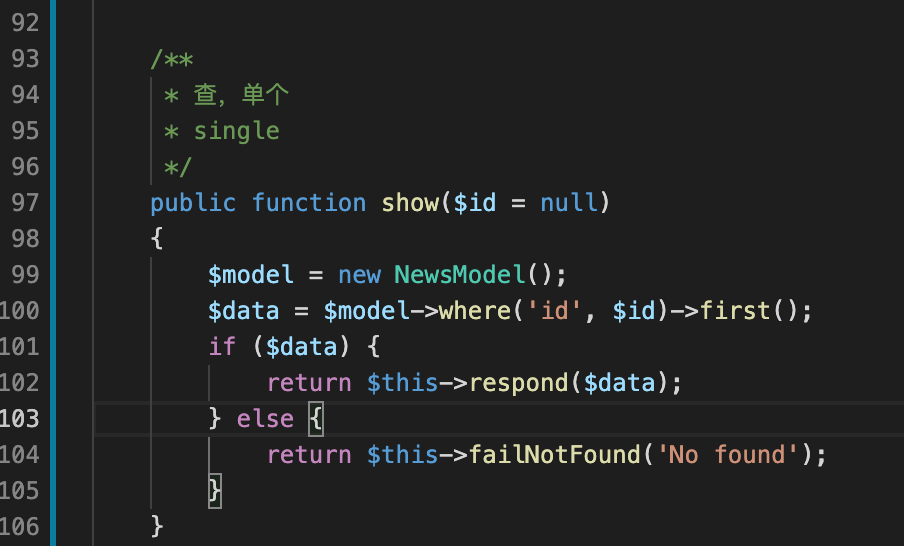 92
93 /**
94 * 查，单个
95 * single
96 */
97 public function show($id = null)
98 {
99 $model = new NewsModel();
100 $data = $model->where('id', $id)->first();
101 if ($data) {
102 return $this->respond($data);
103 } else {
104 return $this->failNotFound('No found');
105 }
106 }